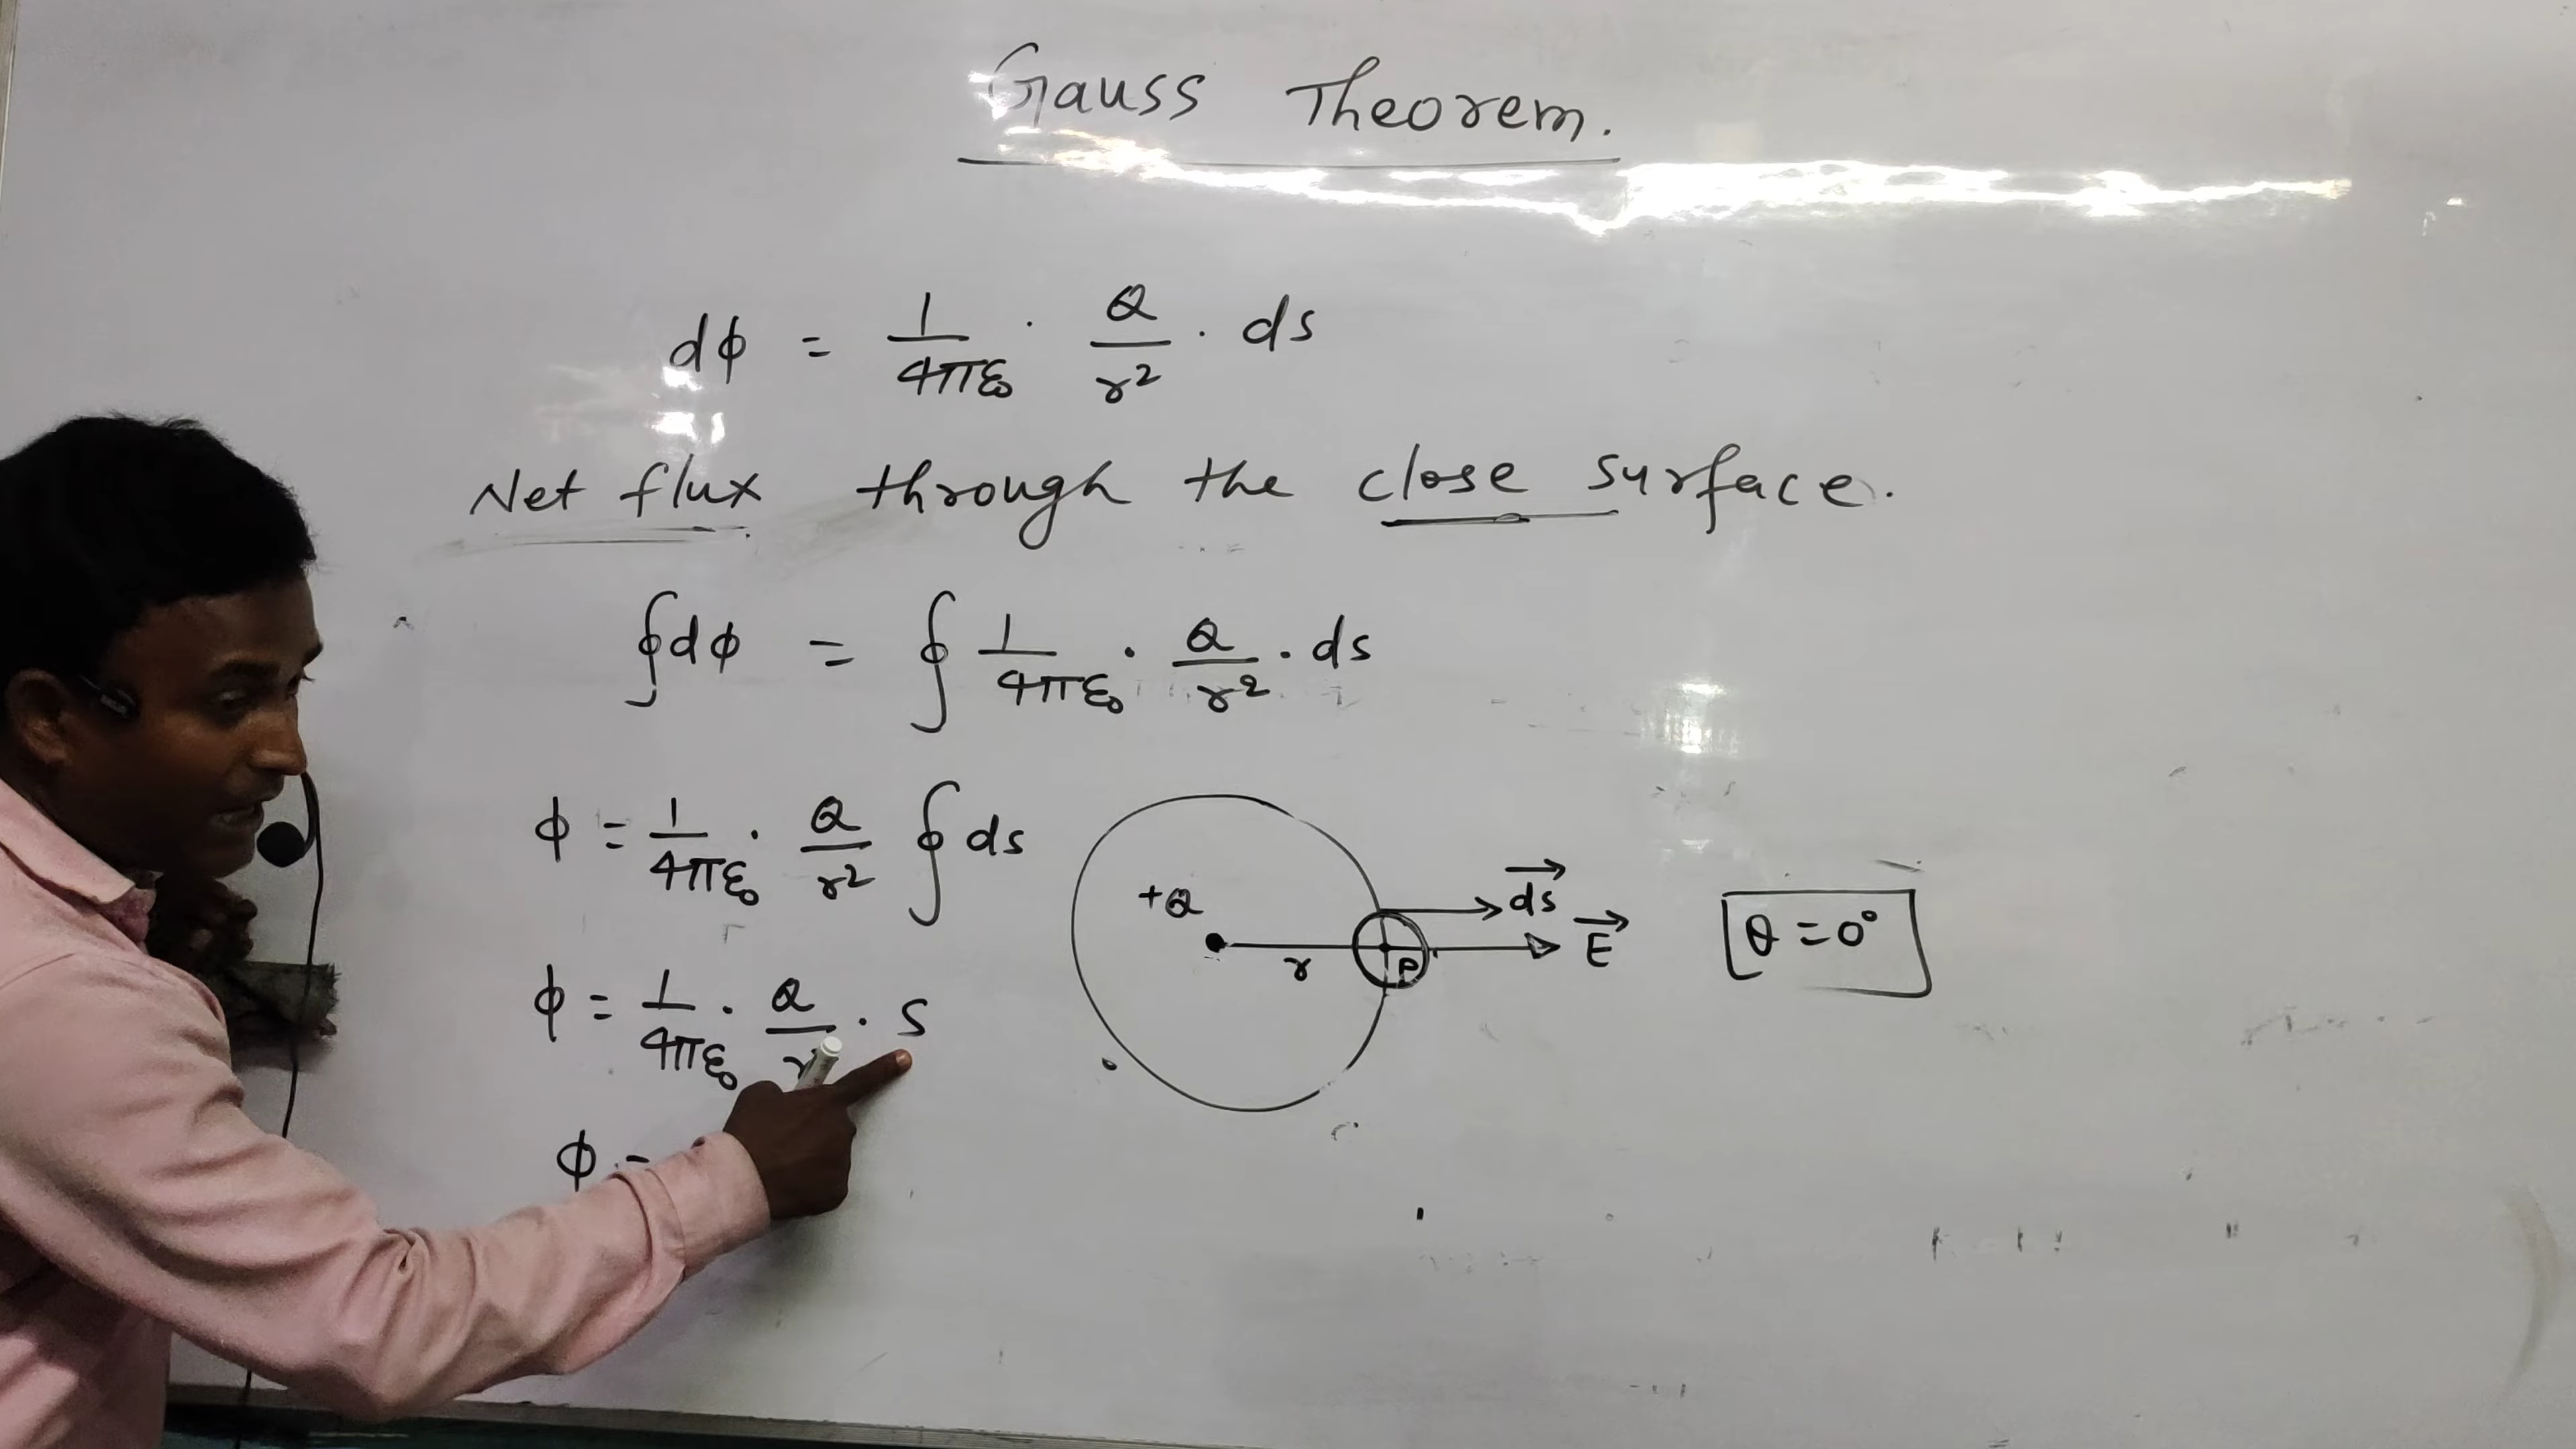 Gauss Theorem.
dϕ = 1/4πε₀ · Q/r² · ds
Net flux through the close surface.
∮dϕ = ∮ 1/4πε₀ · Q/r² · ds
ϕ = 1/4πε₀ · Q/r² ∮ ds
+Q
r
P
ds⃗
E⃗
θ = 0°
ϕ = 1/4πε₀ · Q/r² · s
ϕ =